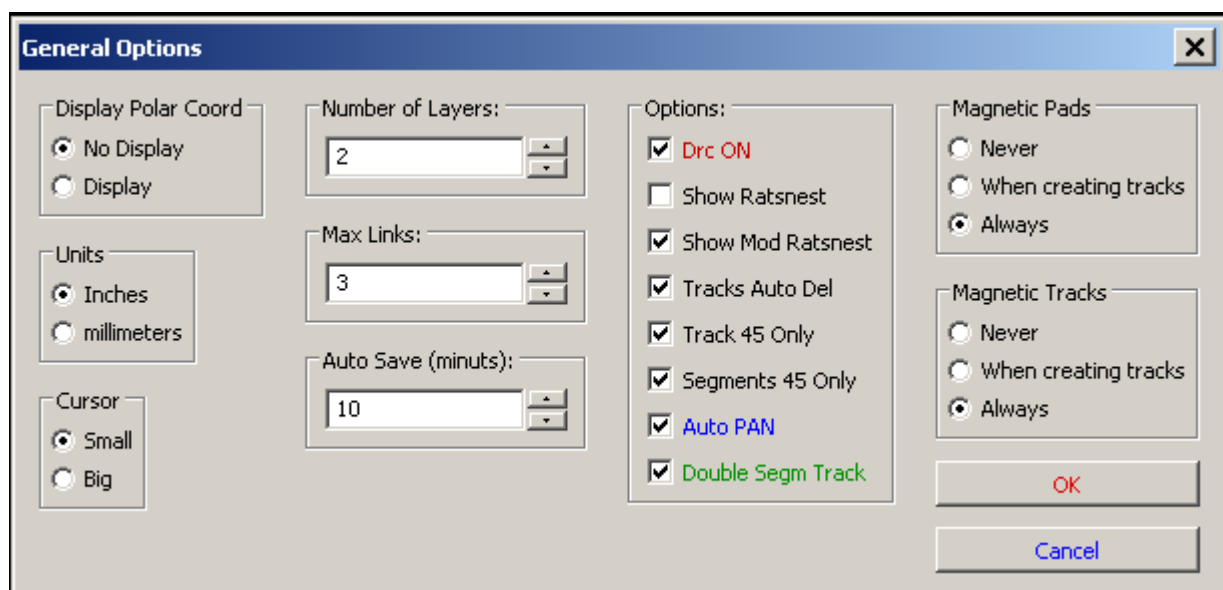 General Options
Display Polar Coord
No Display
Display
Units
Inches
millimeters
Cursor
Small
Big
Number of Layers:
2
Max Links:
3
Auto Save (minuts):
10
Options:
Drc ON
Show Ratsnest
Show Mod Ratsnest
Tracks Auto Del
Track 45 Only
Segments 45 Only
Auto PAN
Double Segm Track
Magnetic Pads
Never
When creating tracks
Always
Magnetic Tracks
Never
When creating tracks
Always
OK
Cancel